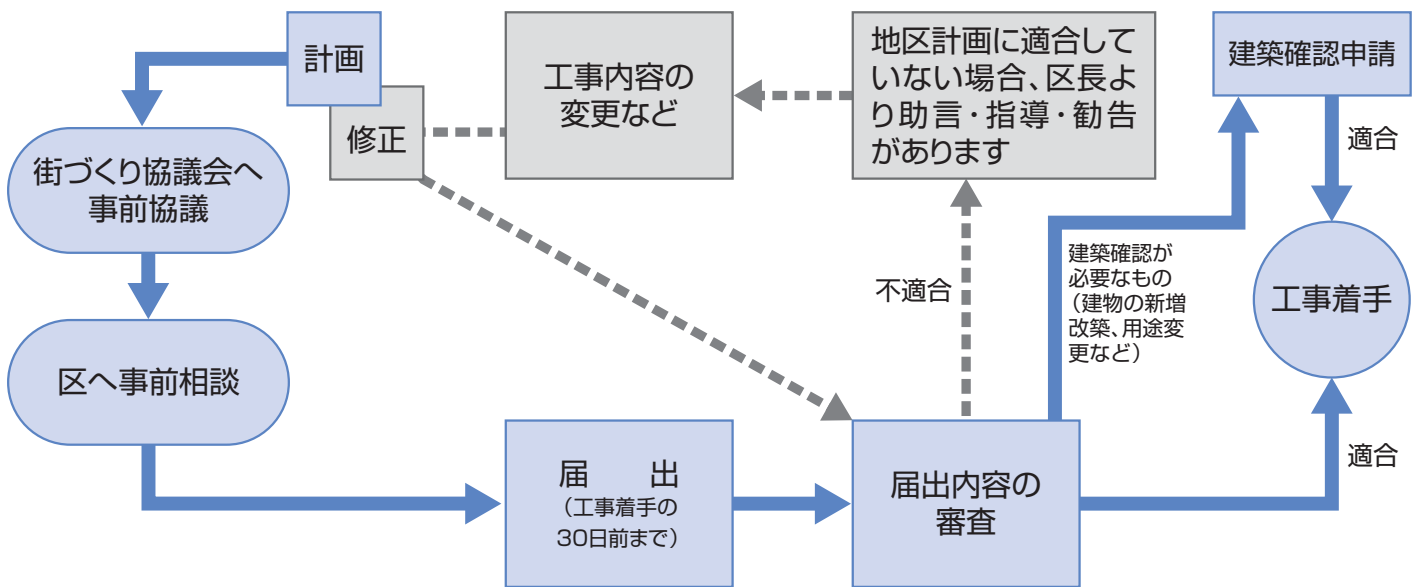 計画
修正
工事内容の
変更など
地区計画に適合して
いない場合、区長よ
り助言・指導・勧告
があります
建築確認申請
適合
街づくり協議会へ
事前協議
不適合
建築確認が
必要なもの
（建物の新増
改築、用途変
更など）
工事着手
区へ事前相談
届　出
（工事着手の
30日前まで）
届出内容の
審査
適合